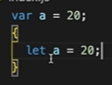 var a = 20;
{
let a = 20;
}